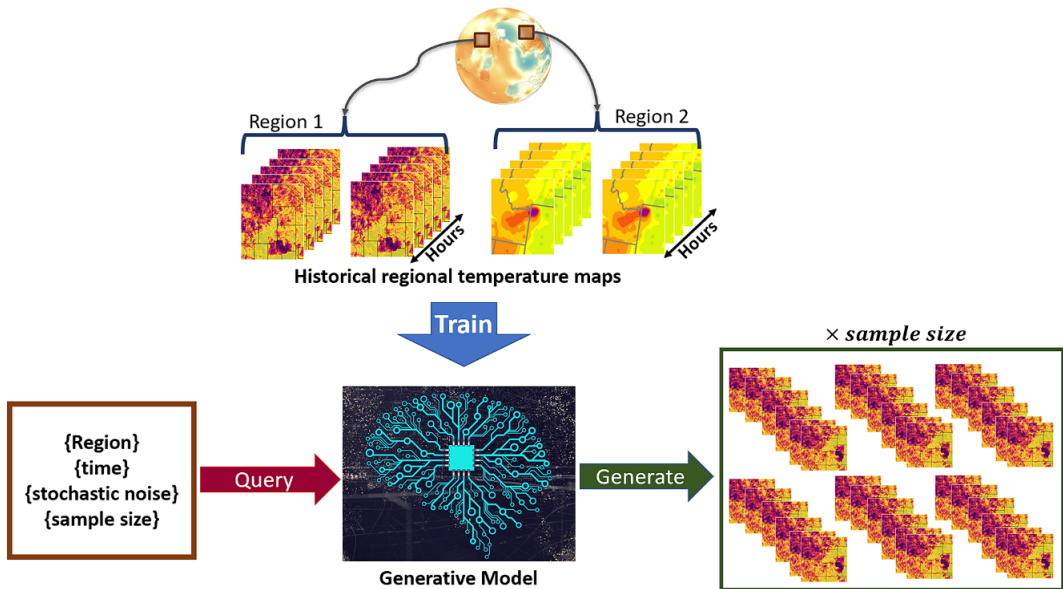 Region 1
Region 2
Hours
Hours
Historical regional temperature maps
Train
× sample size
{Region}
{time}
{stochastic noise}
{sample size}
Query
Generate
Generative Model